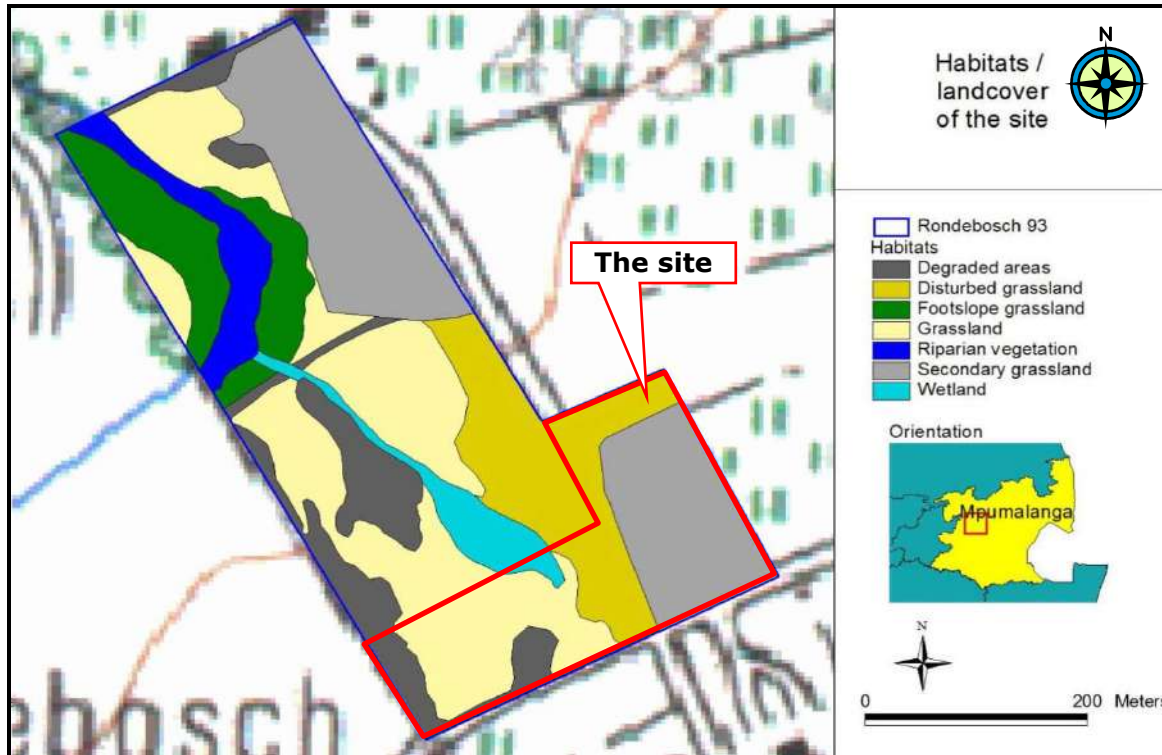 Habitats /
landcover
of the site
N
The site
Rondebosch 93
Habitats
Degraded areas
Disturbed grassland
Footslope grassland
Grassland
Riparian vegetation
Secondary grassland
Wetland
Orientation
Mpumalanga
N
0 200 Meters
ebosch